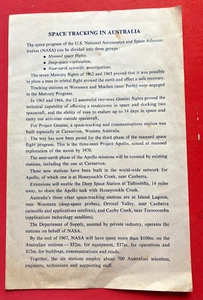 SPACE TRACKING IN AUSTRALIA
The space program of the U.S. National Aeronautics and Space Adminis-
tration (NASA) can be divided into three groups:
• Manned space flights.
• Deep-space exploration.
• Near-earth scientific investigations.
The seven Mercury flights of 1962 and 1963 proved that it was possible
to place a man in orbital flight around the earth and effect a safe return.
Tracking stations at Woomera and Muchea (near Perth) were engaged
in the Mercury Program.
In 1965 and 1966, the 12 successful two-man Gemini flights proved the
technical capability of effecting a rendezvous in space and docking two
spacecraft, and the ability of men to endure up to 14 days in space and
carry out extra-vehicular activities.
For Project Gemini, a space-tracking and communications station was
built especially at Carnarvon, Western Australia.
The way has now been paved for the third phase of the manned space
flight program. This is the three-man Project Apollo, aimed at manned
exploration of the moon by 1970.
The near-earth phase of the Apollo missions will be covered by existing
stations, including the one at Carnarvon.
Three new stations have been built in the world-wide network for
Apollo, of which one is at Honeysuckle Creek, near Canberra.
Extensions will enable the Deep Space Station at Tidbinbilla, 14 miles
away, to share the Apollo task with Honeysuckle Creek.
Australia's three other space-tracking stations are at Island Lagoon,
near Woomera (deep-space probes), Orroral Valley, near Canberra
(scientific and application satellites), and Cooby Creek, near Toowoomba
(applications technology satellites).
The Department of Supply, assisted by private industry, operates the
stations on behalf of NASA.
By the end of 1967, NASA will have spent more than $100m. on the
Australian stations — $52m. for equipment, $37m. for operations and
$12m. for buildings, communications and roads.
Together, the six stations employ about 700 Australian scientists,
engineers, technicians and supporting staff.